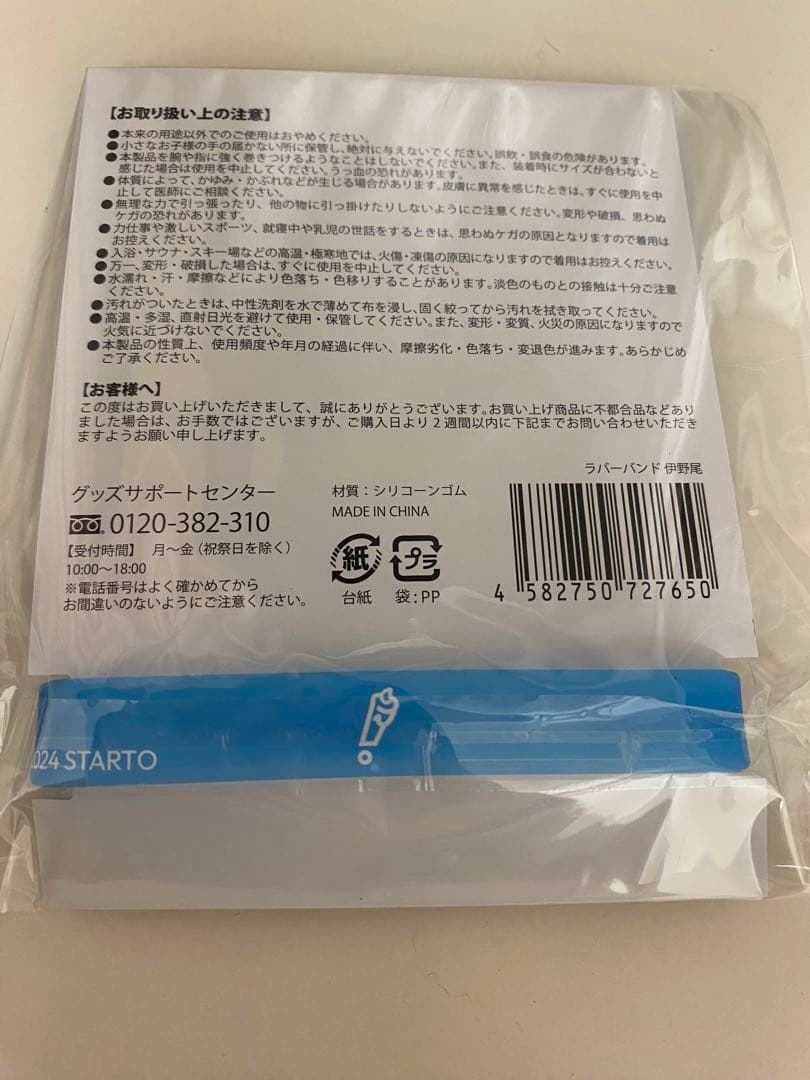 【お取り扱い上の注意】
●本来の用途以外でのご使用はおやめください。
●小さなお子様の手の届かない所に保管し、絶対に与えないでください。誤飲・誤食の危険があります。
●本製品を腕や指に強く巻きつけるようなことはしないでください。また、装着時にサイズが合わないと
感じた場合は使用を中止してください。うっ血の恐れがあります。
●体質によって、かゆみ・かぶれなどが生じる場合があります。皮膚に異常を感じたときは、すぐに使用を中
止して医師にご相談ください。
●無理な力で引っ張ったり、他の物に引っ掛けたりしないようにご注意ください。変形や破損、思わぬ
ケガの恐れがあります。
●力仕事や激しいスポーツ、就寝中や乳児の世話をするときは、思わぬケガの原因となりますので着用は
お控えください。
●入浴・サウナ・スキー場などの高温・極寒地では、火傷・凍傷の原因になりますので着用はお控えください。
●万一、変形・破損した場合は、すぐに使用を中止してください。
●水濡れ・汗・摩擦などにより色落ち・色移りすることがあります。淡色のものとの接触は十分ご注意
ください。
●汚れがついたときは、中性洗剤を水で薄めて布を浸し、固く絞ってから汚れを拭き取ってください。
●高温・多湿、直射日光を避けて使用・保管してください。また、変形・変質、火災の原因になりますので
火気に近づけないでください。
●本製品の性質上、使用頻度や年月の経過に伴い、摩擦劣化・色落ち・変退色が進みます。あらかじめ
ご了承ください。
【お客様へ】
この度はお買い上げいただきまして、誠にありがとうございます。お買い上げ商品に不都合品などあり
ました場合は、お手数ではございますが、ご購入日より2週間以内に下記までお問い合わせいただき
ますようお願い申し上げます。
グッズサポートセンター
0120-382-310
【受付時間】 月～金（祝祭日を除く）
10:00～18:00
※電話番号はよく確かめてから
お間違いのないようにご注意ください。
材質：シリコーンゴム
MADE IN CHINA
紙 プラ
台紙 袋：PP
ラバーバンド 伊野尾
4 582750 727650
024 STARTO